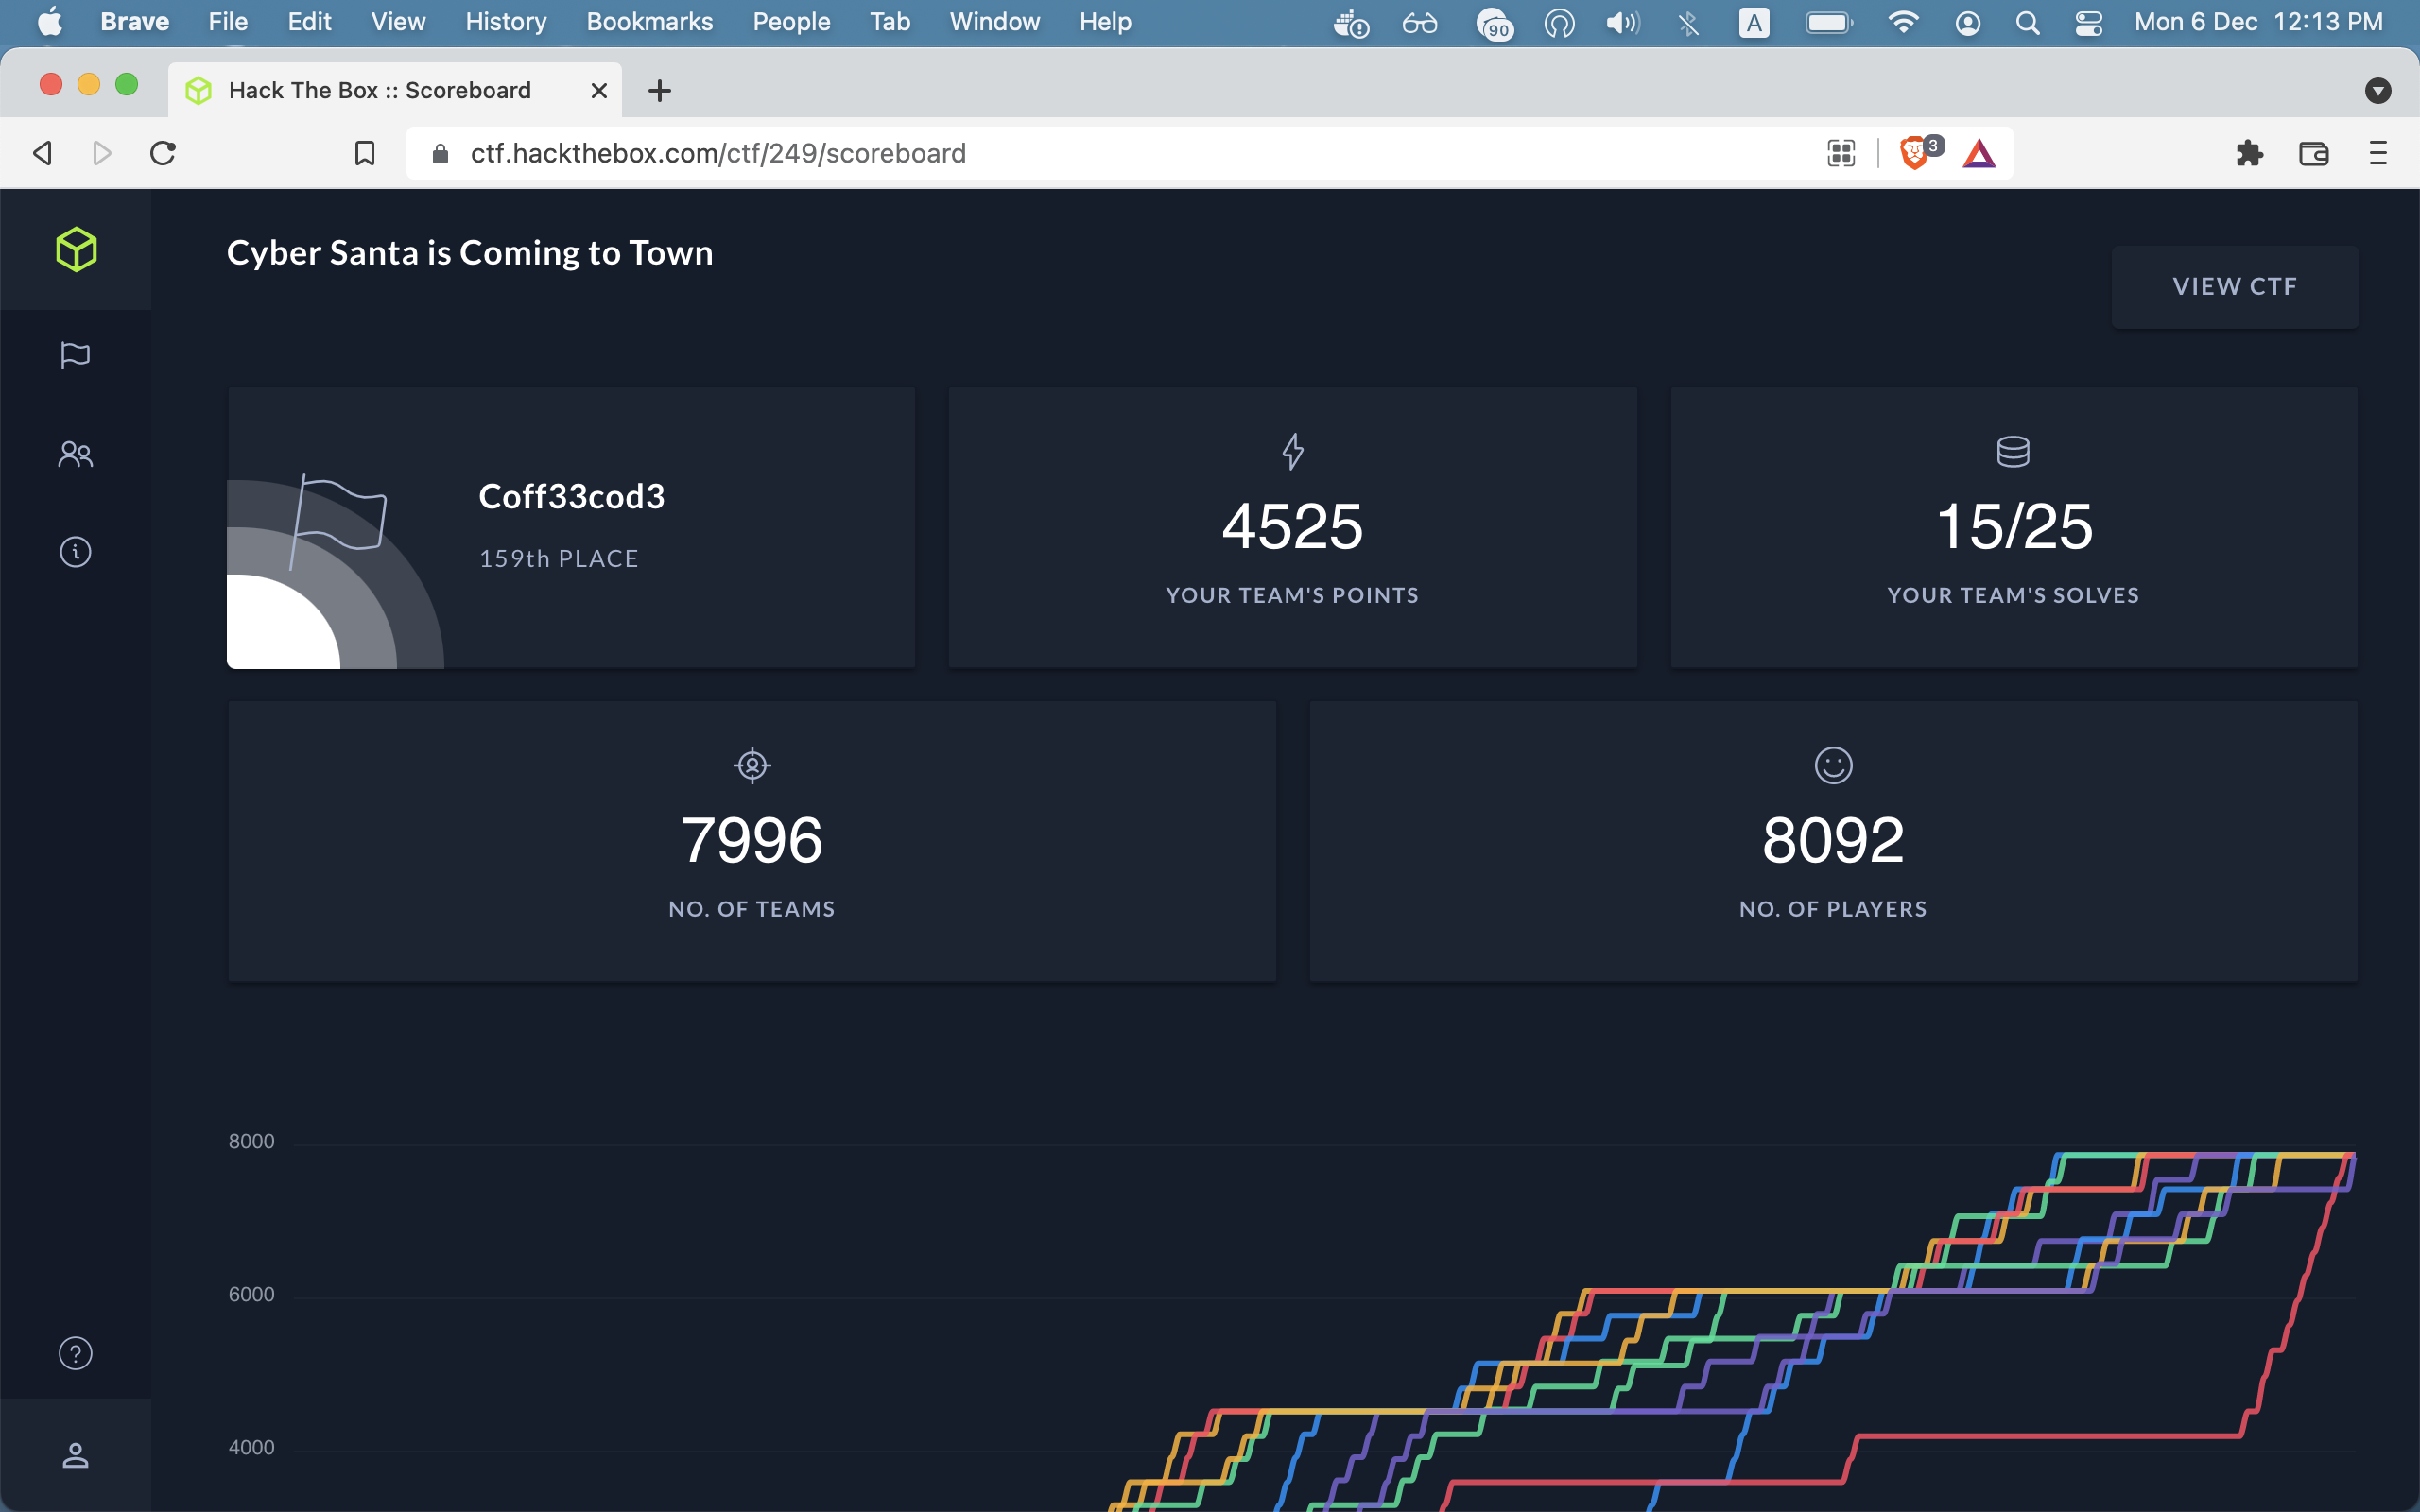 Brave File Edit View History Bookmarks People Tab Window Help 90 A Mon 6 Dec 12:13 PM
Hack The Box :: Scoreboard
ctf.hackthebox.com/ctf/249/scoreboard 3
Cyber Santa is Coming to Town
VIEW CTF
Coff33cod3
159th PLACE
4525
YOUR TEAM'S POINTS
15/25
YOUR TEAM'S SOLVES
7996
NO. OF TEAMS
8092
NO. OF PLAYERS
8000
6000
4000